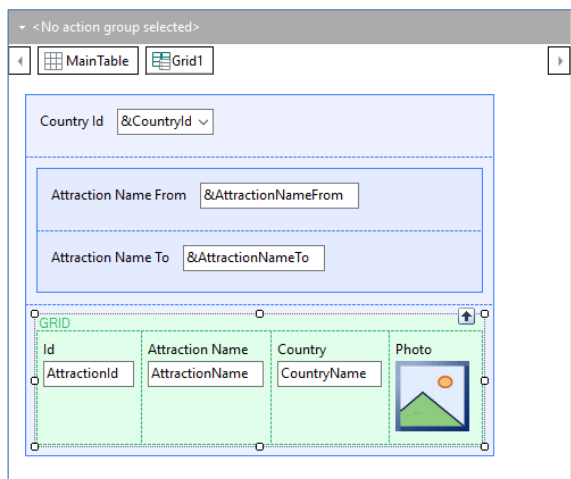 <No action group selected>
MainTable Grid1
Country Id &CountryId
Attraction Name From &AttractionNameFrom
Attraction Name To &AttractionNameTo
GRID
Id Attraction Name Country Photo
AttractionId AttractionName CountryName